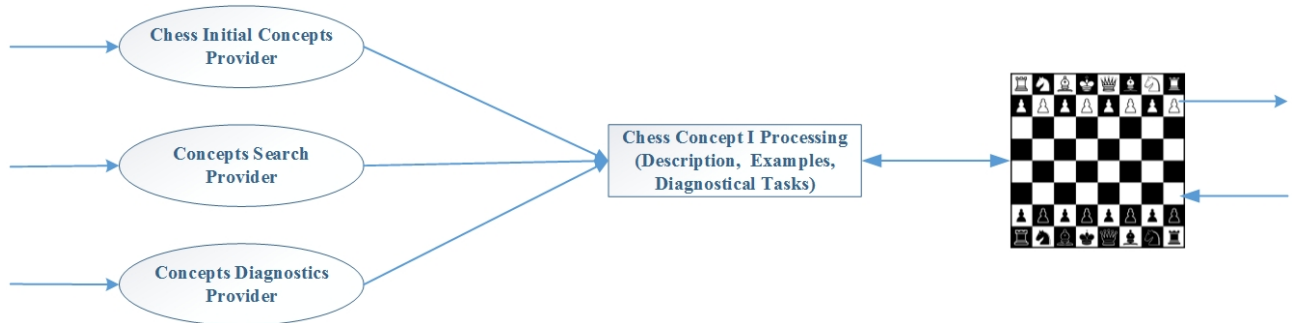 Chess Initial Concepts
Provider
Concepts Search
Provider
Chess Concept I Processing
(Description, Examples,
Diagnostical Tasks)
Concepts Diagnostics
Provider